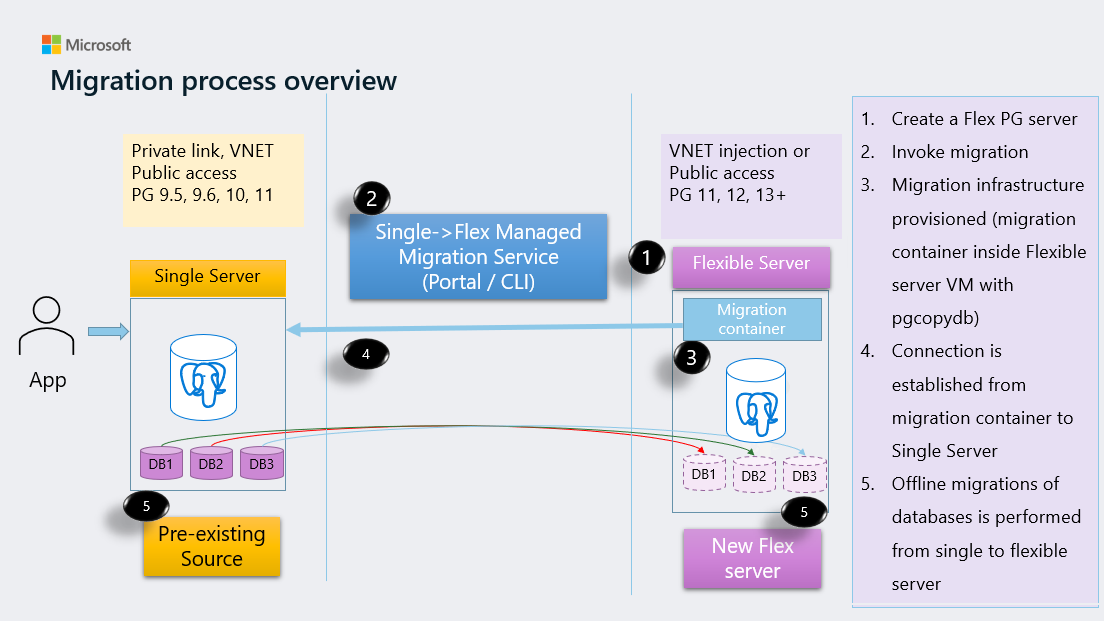 Microsoft
Migration process overview
Private link, VNET
Public access
PG 9.5, 9.6, 10, 11
2
Single->Flex Managed
Migration Service
(Portal / CLI)
VNET injection or
Public access
PG 11, 12, 13+
1
Single Server
Flexible Server
Migration
container
App
4
3
DB1
DB2
DB3
DB1
DB2
DB3
5
Pre-existing
Source
5
New Flex
server
1. Create a Flex PG server
2. Invoke migration
3. Migration infrastructure
provisioned (migration
container inside Flexible
server VM with
pgcopydb)
4. Connection is
established from
migration container to
Single Server
5. Offline migrations of
databases is performed
from single to flexible
server